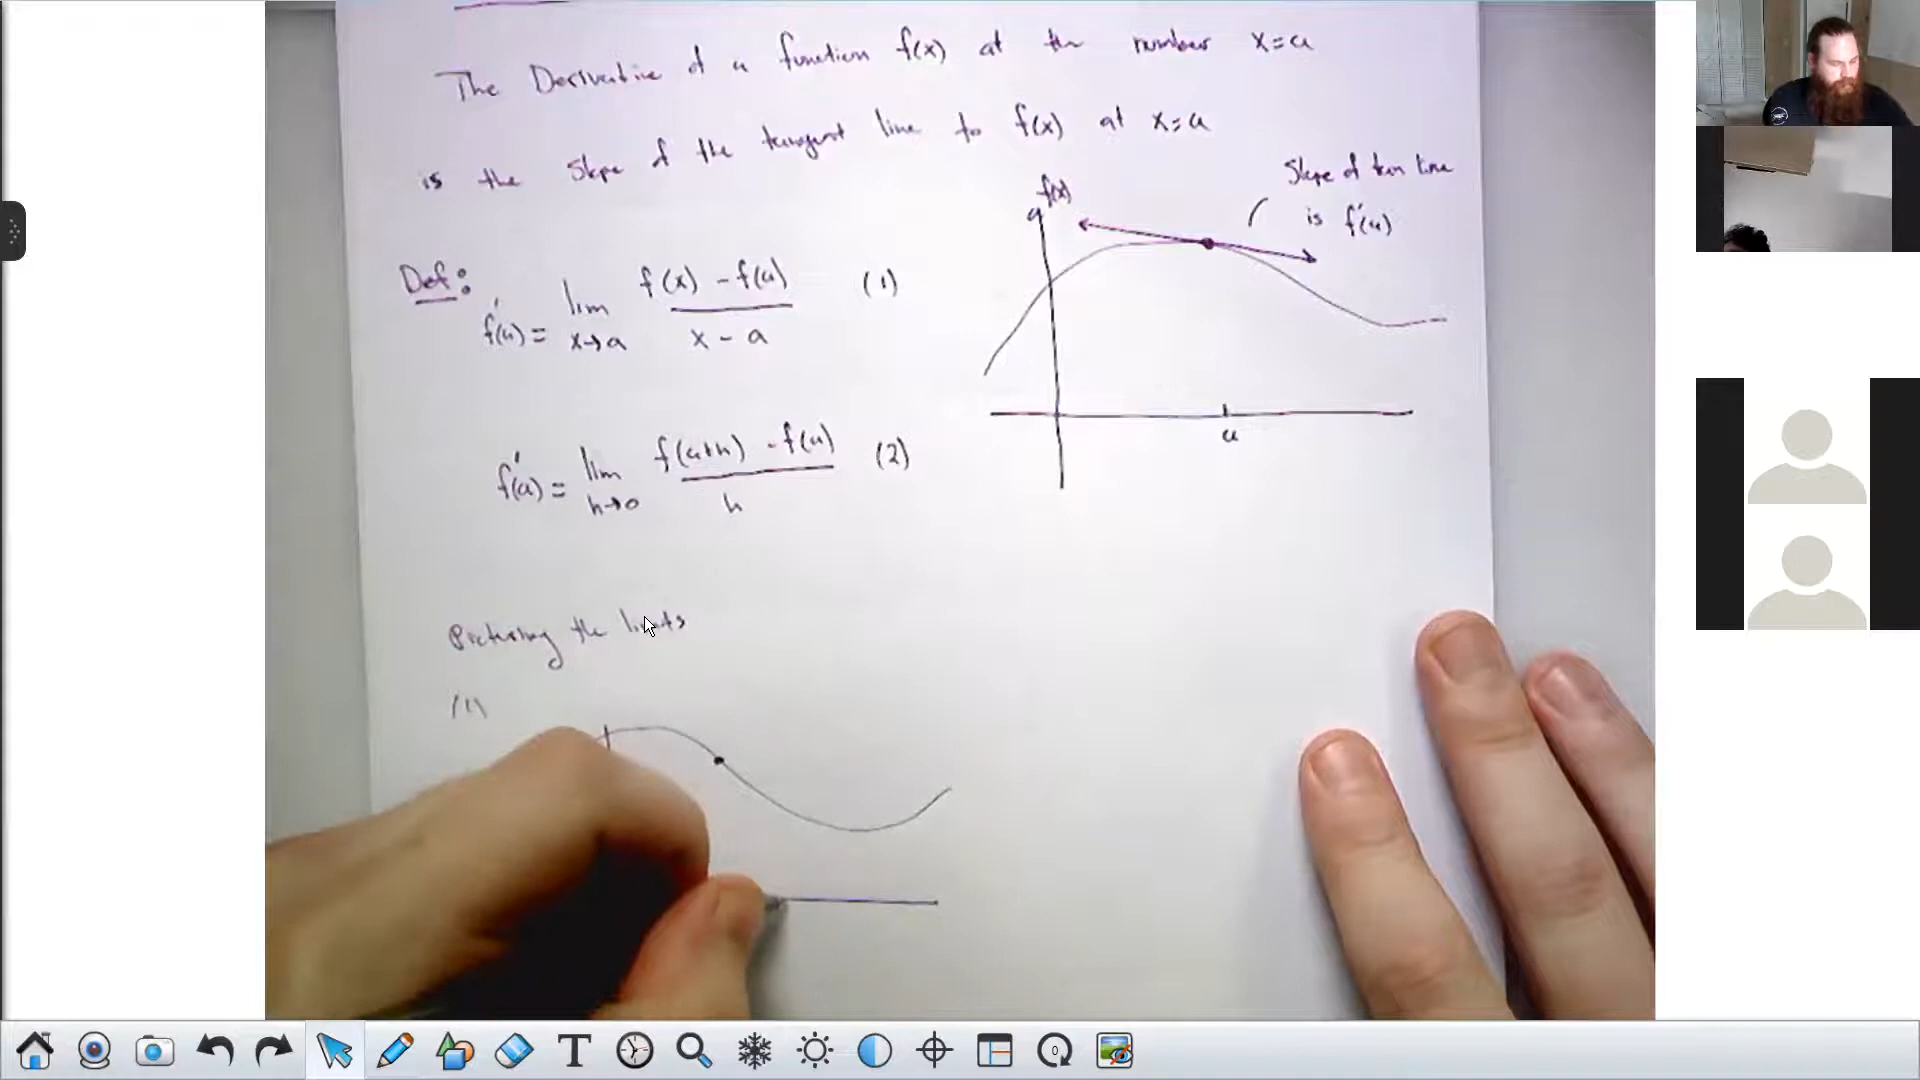 The Derivative of a function f(x) at the number x=a
is the slope of the tangent line to f(x) at x=a
Slope of tan line
is f'(a)
f(x)
Def:
f'(a) = lim x→a f(x) - f(a) / x - a (1)
a
f'(a) = lim h→0 f(a+h) - f(a) / h (2)
Picturing the limits
(1)
T
0